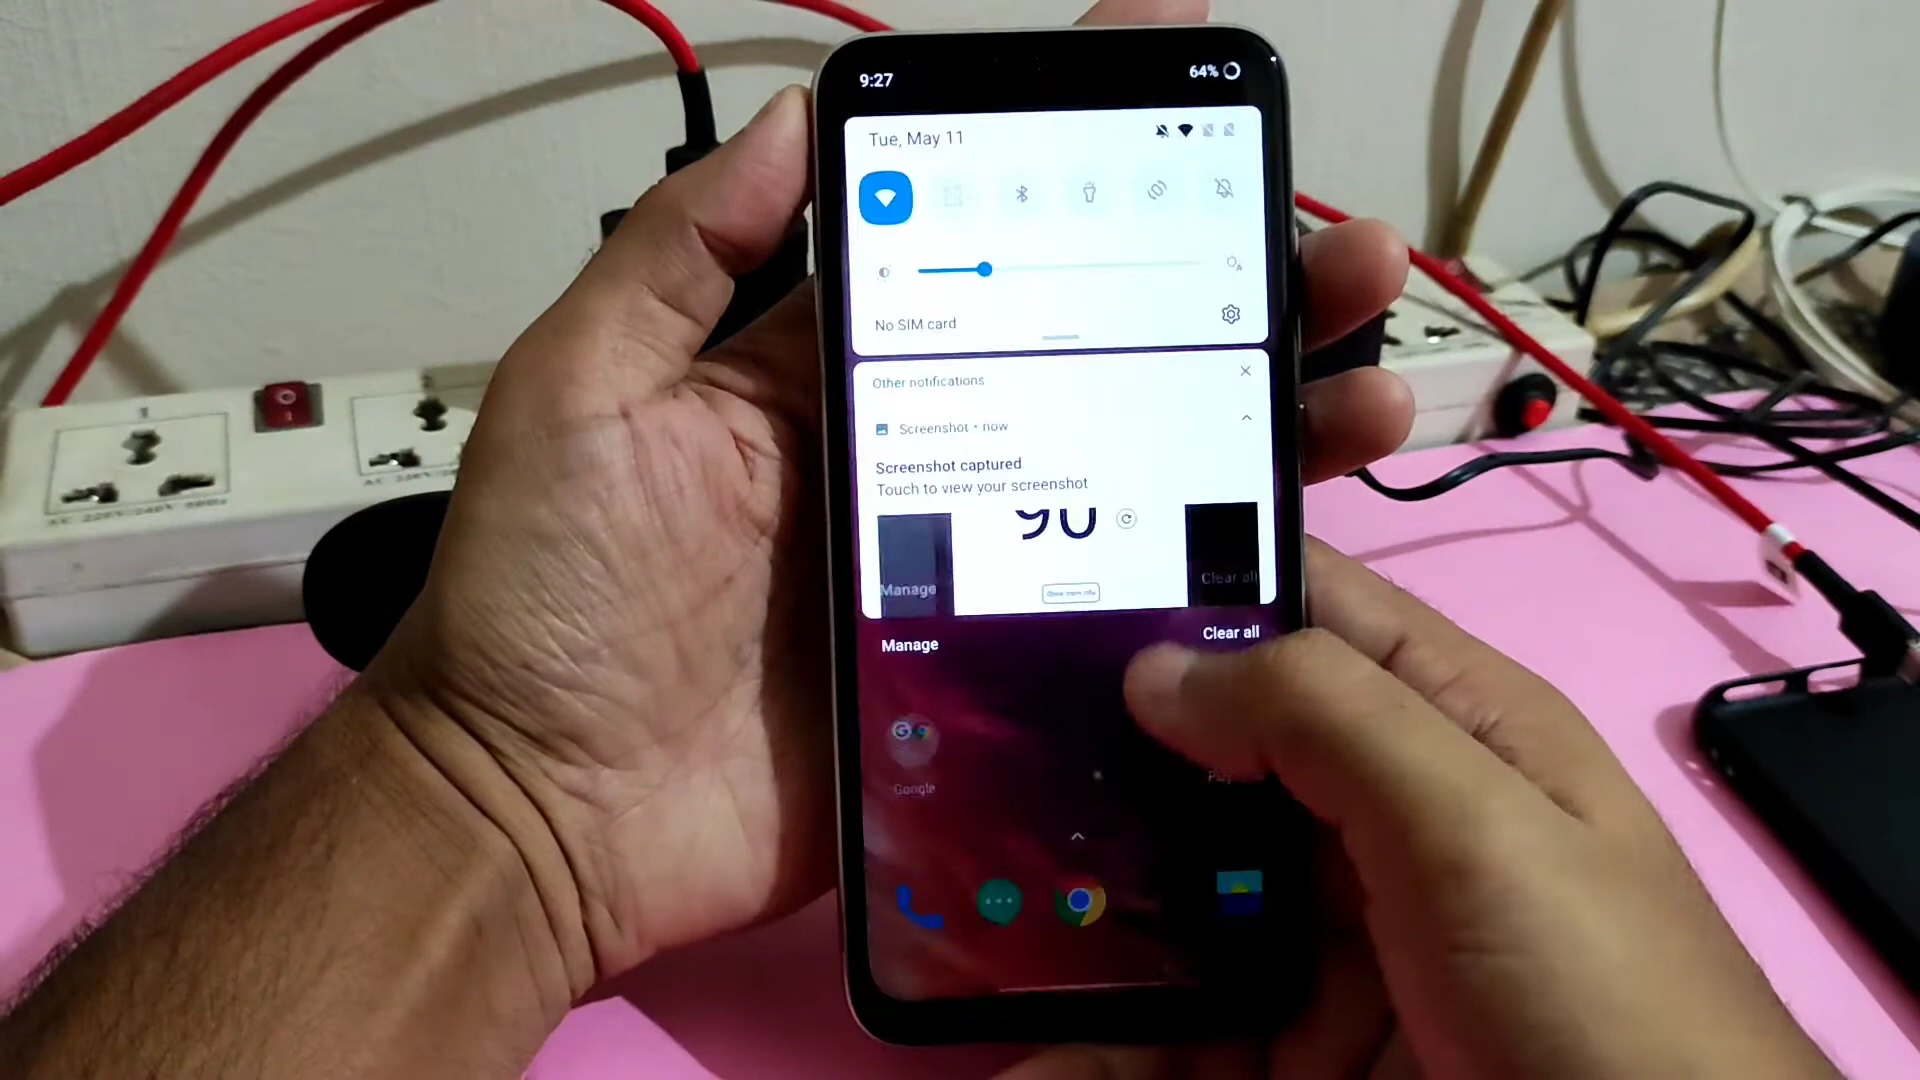 9:27
64%
Tue, May 11
No SIM card
Other notifications
Screenshot • now
Screenshot captured
Touch to view your screenshot
90
Manage
Clear all
Manage
Clear all
Google